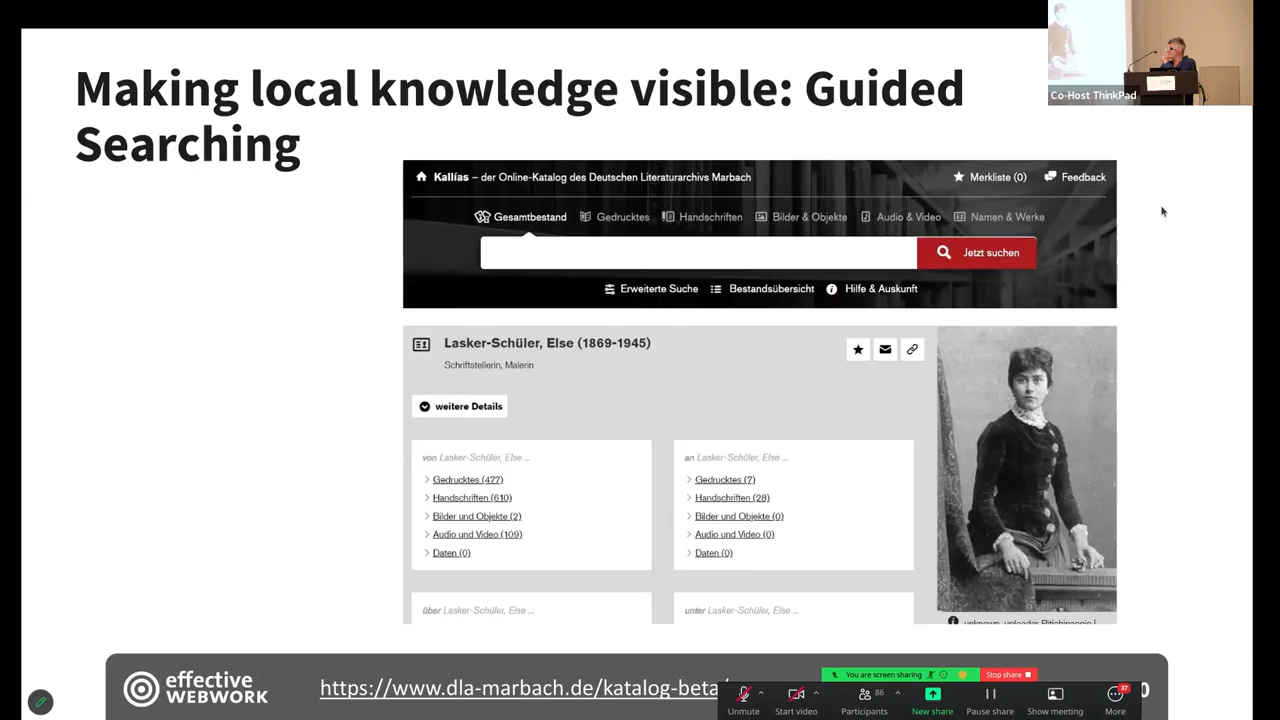 Making local knowledge visible: Guided
Searching
Co-Host ThinkPad
Kallías – der Online-Katalog des Deutschen Literaturarchivs Marbach
Merkliste (0)
Feedback
Gesamtbestand
Gedrucktes
Handschriften
Bilder & Objekte
Audio & Video
Namen & Werke
Jetzt suchen
Erweiterte Suche
Bestandsübersicht
Hilfe & Auskunft
Lasker-Schüler, Else (1869-1945)
Schriftstellerin, Malerin
weitere Details
von Lasker-Schüler, Else ...
Gedrucktes (477)
Handschriften (610)
Bilder und Objekte (2)
Audio und Video (109)
Daten (0)
an Lasker-Schüler, Else ...
Gedrucktes (7)
Handschriften (28)
Bilder und Objekte (0)
Audio und Video (0)
Daten (0)
über Lasker-Schüler, Else ...
unter Lasker-Schüler, Else ...
effective
WEBWORK
https://www.dla-marbach.de/katalog-beta/
0
You are screen sharing
Stop share
Unmute
Start video
86
Participants
New share
Pause share
Show meeting
37
More